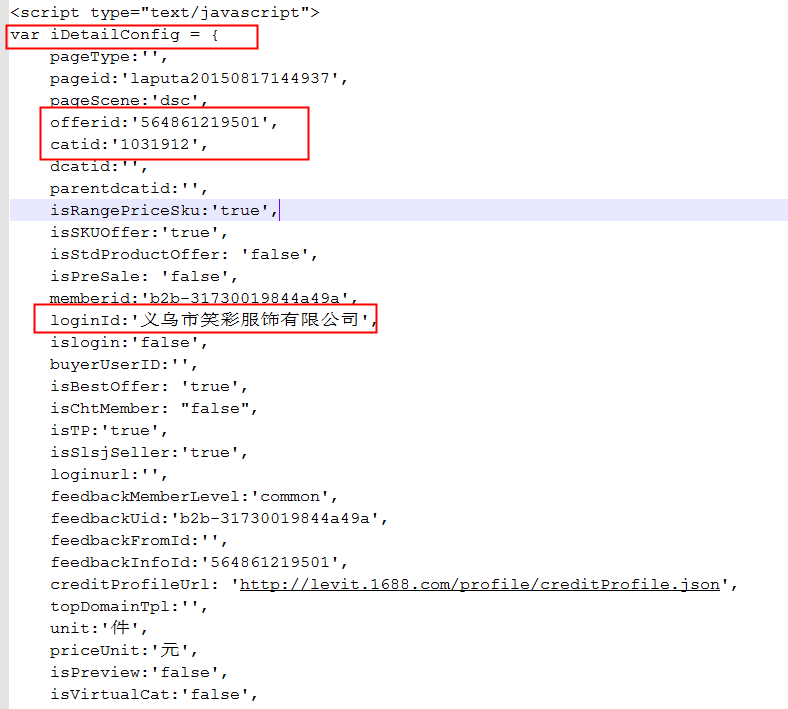 <script type="text/javascript">
var iDetailConfig = {
pageType:'',
pageid:'laputa20150817144937',
pageScene:'dsc',
offerid:'564861219501',
catid:'1031912',
dcatid:'',
parentdcatid:'',
isRangePriceSku:'true',
isSKUOffer:'true',
isStdProductOffer: 'false',
isPreSale: 'false',
memberid:'b2b-31730019844a49a',
loginId:'义乌市笑彩服饰有限公司',
islogin:'false',
buyerUserID:'',
isBestOffer: 'true',
isChtMember: "false",
isTP:'true',
isSlsjSeller:'true',
loginurl:'',
feedbackMemberLevel:'common',
feedbackUid:'b2b-31730019844a49a',
feedbackFromId:'',
feedbackInfoId:'564861219501',
creditProfileUrl: 'http://levit.1688.com/profile/creditProfile.json',
topDomainTpl:'',
unit:'件',
priceUnit:'元',
isPreview:'false',
isVirtualCat:'false',